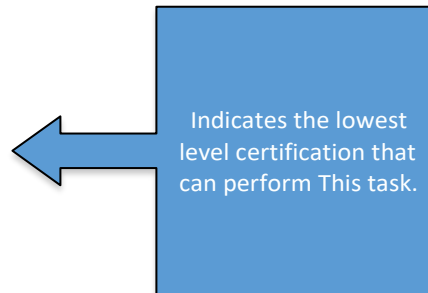 Indicates the lowest
level certification that
can perform This task.